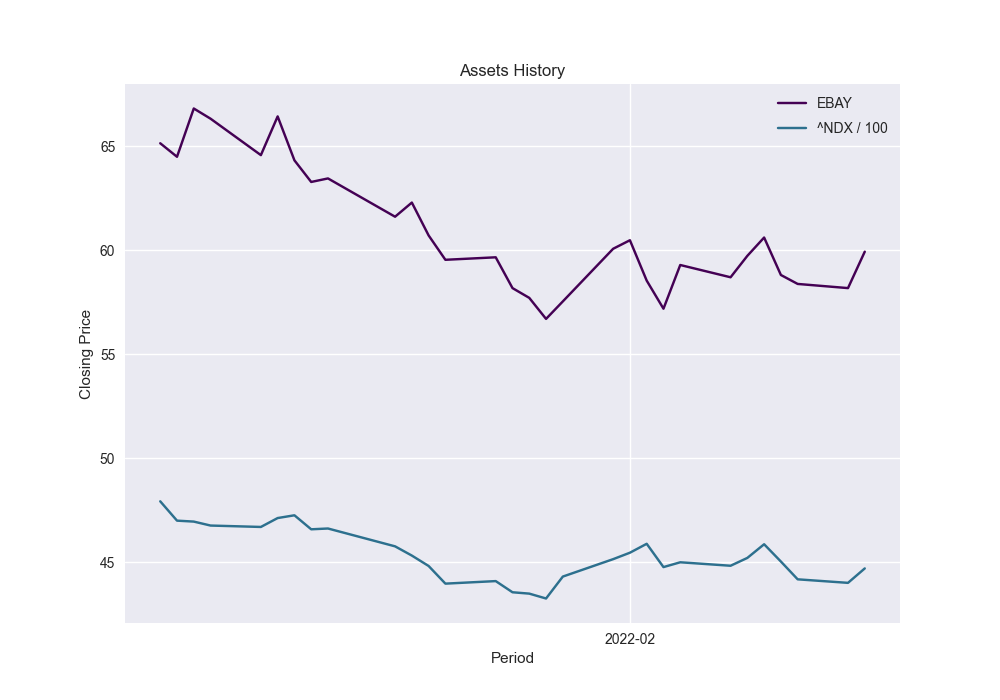 Assets History
EBAY
^NDX / 100
65
60
55
50
45
Closing Price
2022-02
Period